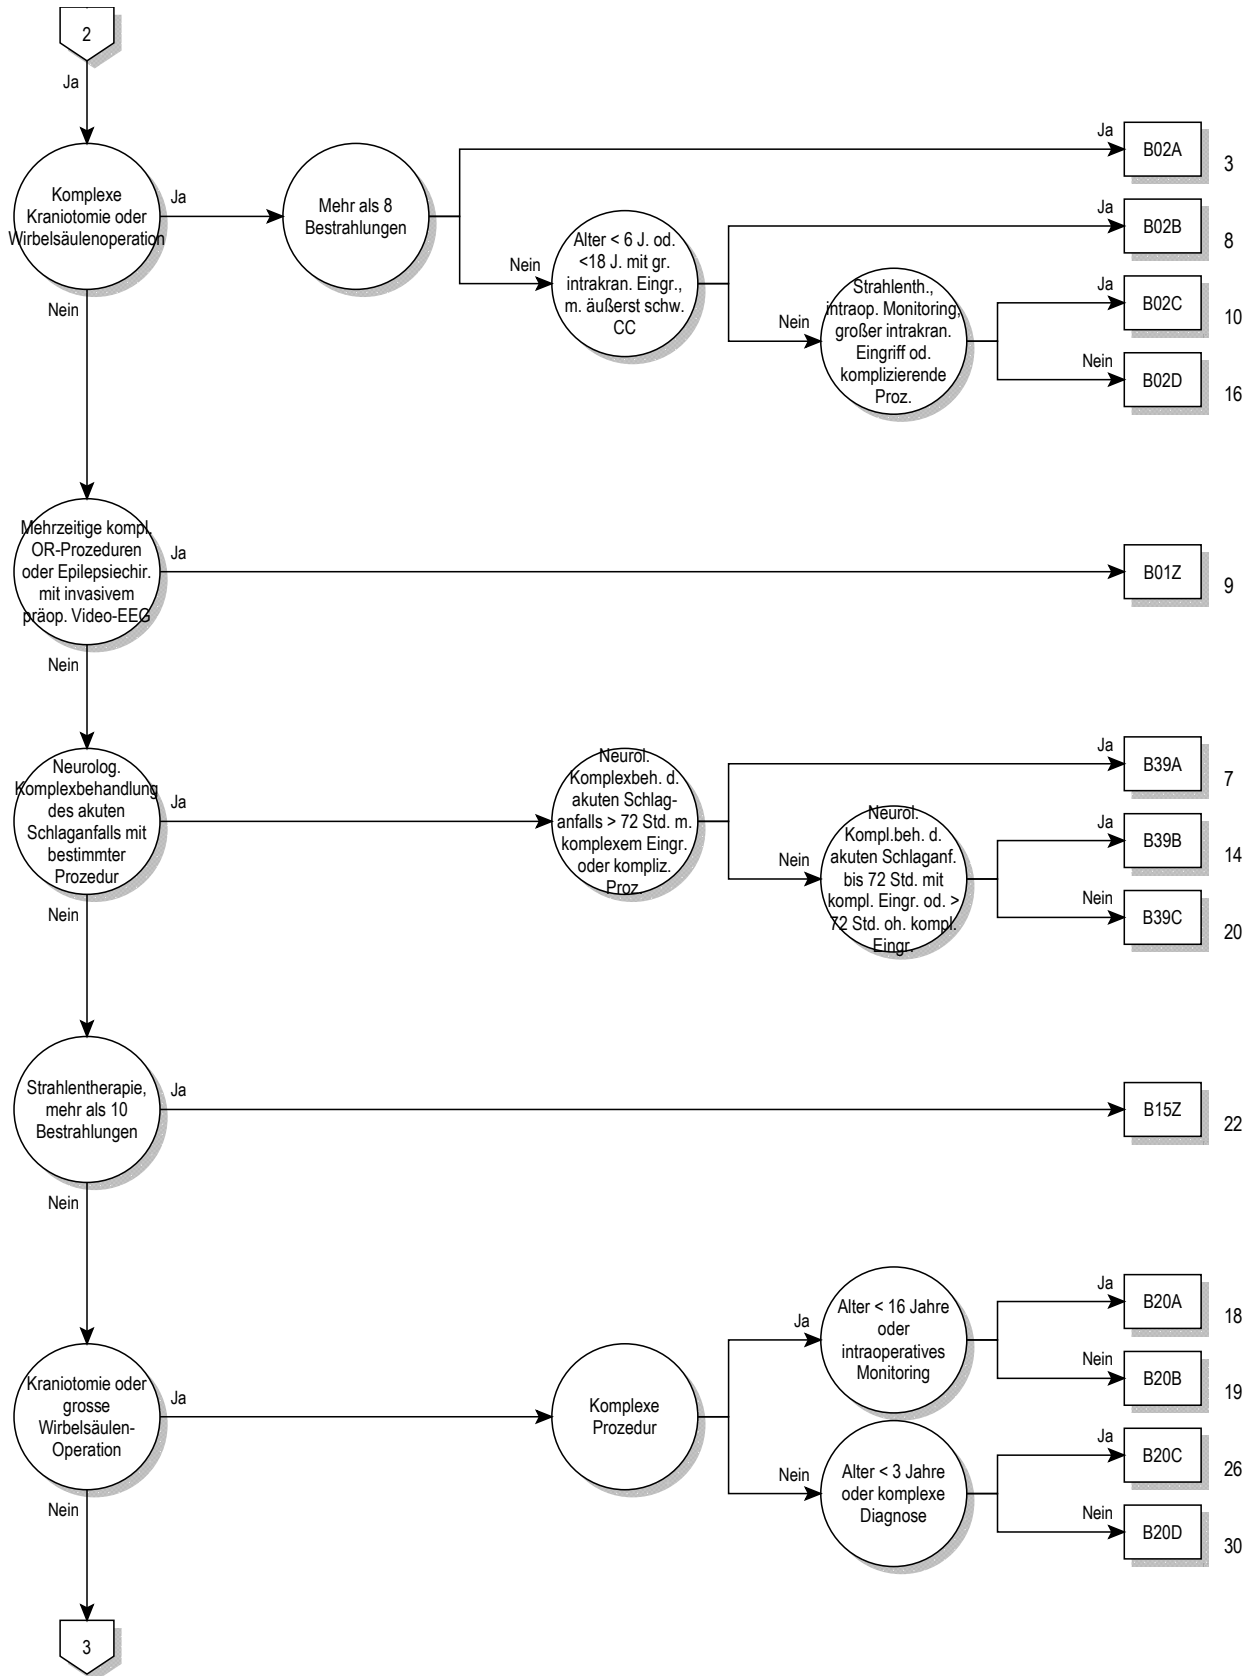 2
Ja
Komplexe
Kraniotomie oder
Wirbelsäulenoperation
Ja
Mehr als 8
Bestrahlungen
Ja
B02A
3
Nein
Alter < 6 J. od.
<18 J. mit gr.
intrakran. Eingr.,
m. äußerst schw.
CC
Ja
B02B
8
Nein
Strahlenth.,
intraop. Monitoring,
großer intrakran.
Eingriff od.
komplizierende
Proz.
Ja
B02C
10
Nein
B02D
16
Nein
Mehrzeitige kompl.
OR-Prozeduren
oder Epilepsiechir.
mit invasivem
präop. Video-EEG
Ja
B01Z
9
Nein
Neurolog.
Komplexbehandlung
des akuten
Schlaganfalls mit
bestimmter
Prozedur
Ja
Neurol.
Komplexbeh. d.
akuten Schlag-
anfalls > 72 Std. m.
komplexem Eingr.
oder kompliz.
Proz.
Ja
B39A
7
Nein
Neurol.
Kompl.beh. d.
akuten Schlaganf.
bis 72 Std. mit
kompl. Eingr. od. >
72 Std. oh. kompl.
Eingr.
Ja
B39B
14
Nein
B39C
20
Nein
Strahlentherapie,
mehr als 10
Bestrahlungen
Ja
B15Z
22
Nein
Kraniotomie oder
grosse
Wirbelsäulen-
Operation
Ja
Komplexe
Prozedur
Ja
Alter < 16 Jahre
oder
intraoperatives
Monitoring
Ja
B20A
18
Nein
B20B
19
Nein
Alter < 3 Jahre
oder komplexe
Diagnose
Ja
B20C
26
Nein
B20D
30
Nein
3